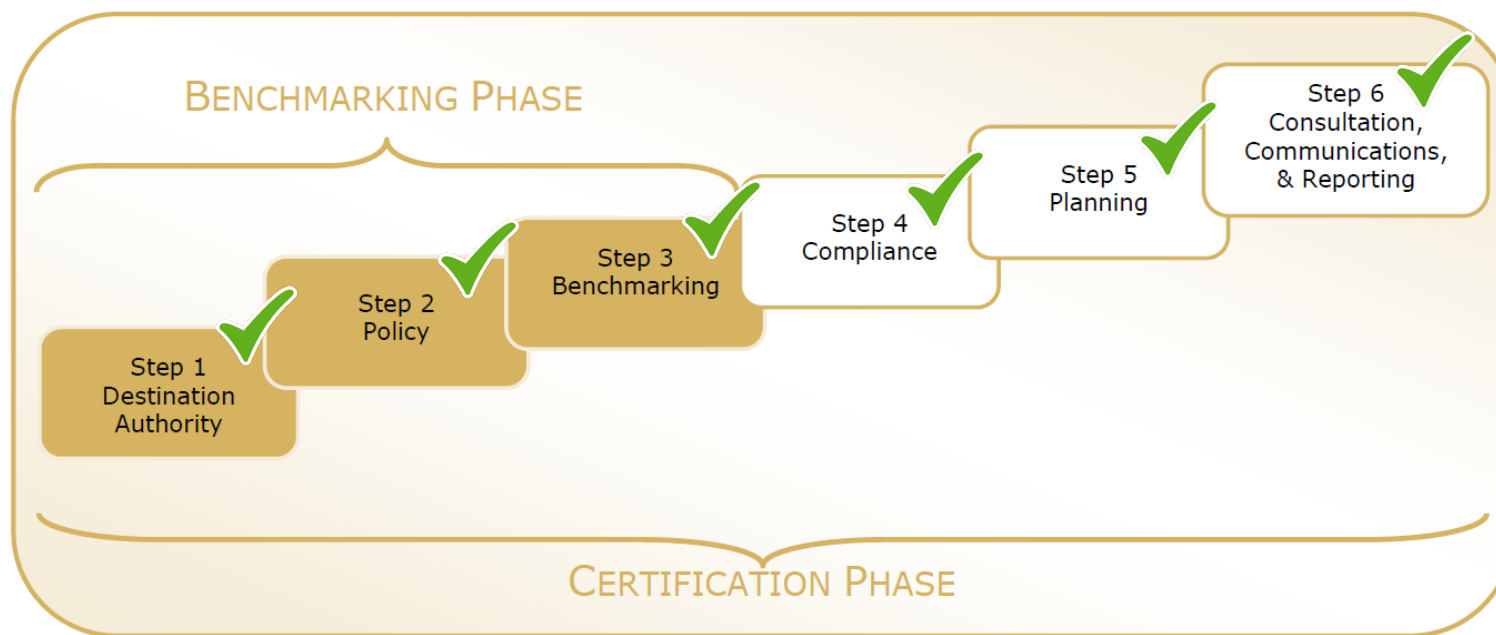 BENCHMARKING PHASE
Step 1
Destination
Authority
Step 2
Policy
Step 3
Benchmarking
Step 4
Compliance
Step 5
Planning
Step 6
Consultation,
Communications,
& Reporting
CERTIFICATION PHASE